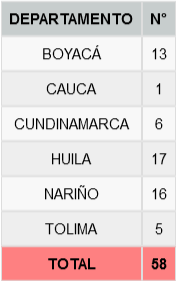 DEPARTAMENTO N°
BOYACÁ 13
CAUCA 1
CUNDINAMARCA 6
HUILA 17
NARIÑO 16
TOLIMA 5
TOTAL 58